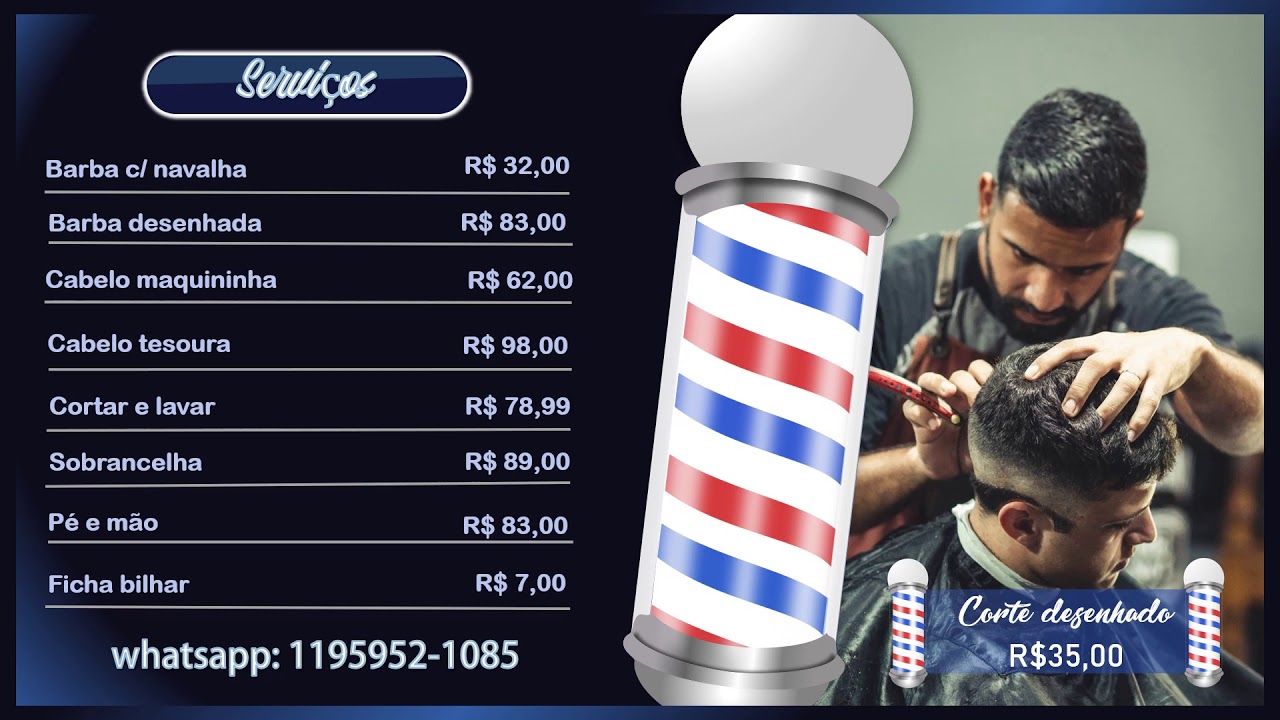 Serviços
Barba c/ navalha R$ 32,00
Barba desenhada R$ 83,00
Cabelo maquininha R$ 62,00
Cabelo tesoura R$ 98,00
Cortar e lavar R$ 78,99
Sobrancelha R$ 89,00
Pé e mão R$ 83,00
Ficha bilhar R$ 7,00
whatsapp: 1195952-1085
Corte desenhado
R$35,00